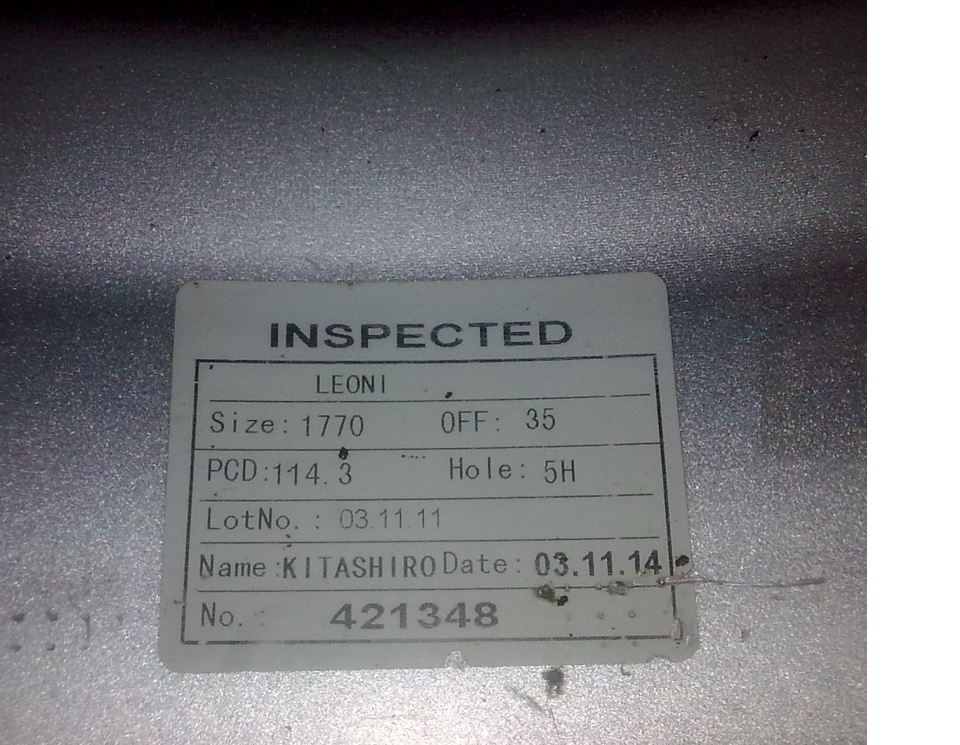 INSPECTED
LEONI
Size: 1770 OFF: 35
PCD:114.3 Hole: 5H
LotNo. : 03.11.11
Name:KITASHIRO Date: 03.11.14
No. : 421348